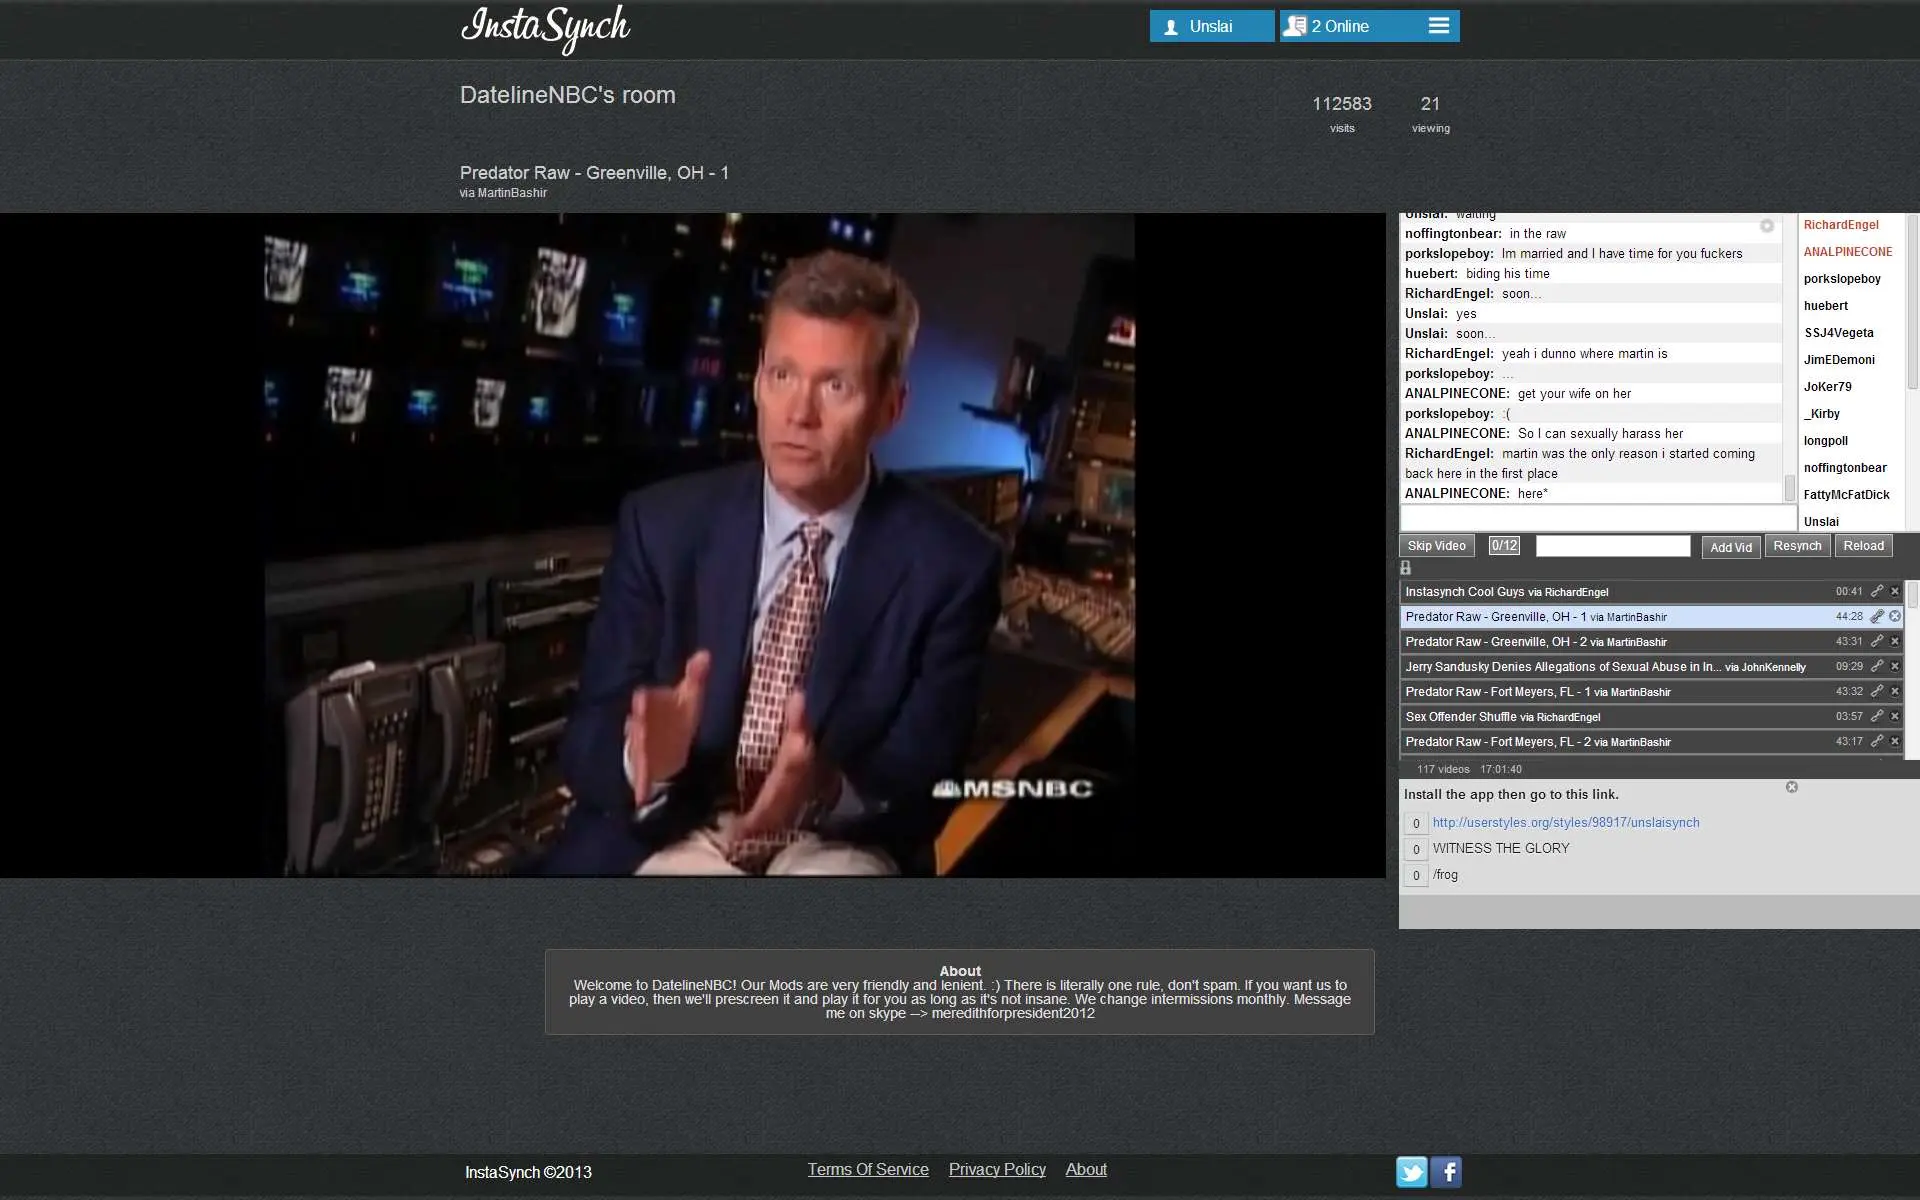 InstaSynch
Unslai
2 Online
DatelineNBC's room
112583
visits
21
viewing
Predator Raw - Greenville, OH - 1
via MartinBashir
MSNBC
Unslai: waiting
noffingtonbear: in the raw
porkslopeboy: Im married and I have time for you fuckers
huebert: biding his time
RichardEngel: soon...
Unslai: yes
Unslai: soon...
RichardEngel: yeah i dunno where martin is
porkslopeboy: ...
ANALPINECONE: get your wife on her
porkslopeboy: :(
ANALPINECONE: So I can sexually harass her
RichardEngel: martin was the only reason i started coming
back here in the first place
ANALPINECONE: here*
RichardEngel
ANALPINECONE
porkslopeboy
huebert
SSJ4Vegeta
JimEDemoni
JoKer79
_Kirby
longpoll
noffingtonbear
FattyMcFatDick
Unslai
Skip Video 0/12 Add Vid Resynch Reload
Instasynch Cool Guys via RichardEngel 00:41
Predator Raw - Greenville, OH - 1 via MartinBashir 44:28
Predator Raw - Greenville, OH - 2 via MartinBashir 43:31
Jerry Sandusky Denies Allegations of Sexual Abuse in In... via JohnKennelly 09:29
Predator Raw - Fort Meyers, FL - 1 via MartinBashir 43:32
Sex Offender Shuffle via RichardEngel 03:57
Predator Raw - Fort Meyers, FL - 2 via MartinBashir 43:17
117 videos 17:01:40
Install the app then go to this link.
0 http://userstyles.org/styles/98917/unslaisynch
0 WITNESS THE GLORY
0 /frog
About
Welcome to DatelineNBC! Our Mods are very friendly and lenient. :) There is literally one rule, don't spam. If you want us to
play a video, then we'll prescreen it and play it for you as long as it's not insane. We change intermissions monthly. Message
me on skype --> meredithforpresident2012
InstaSynch ©2013
Terms Of Service Privacy Policy About